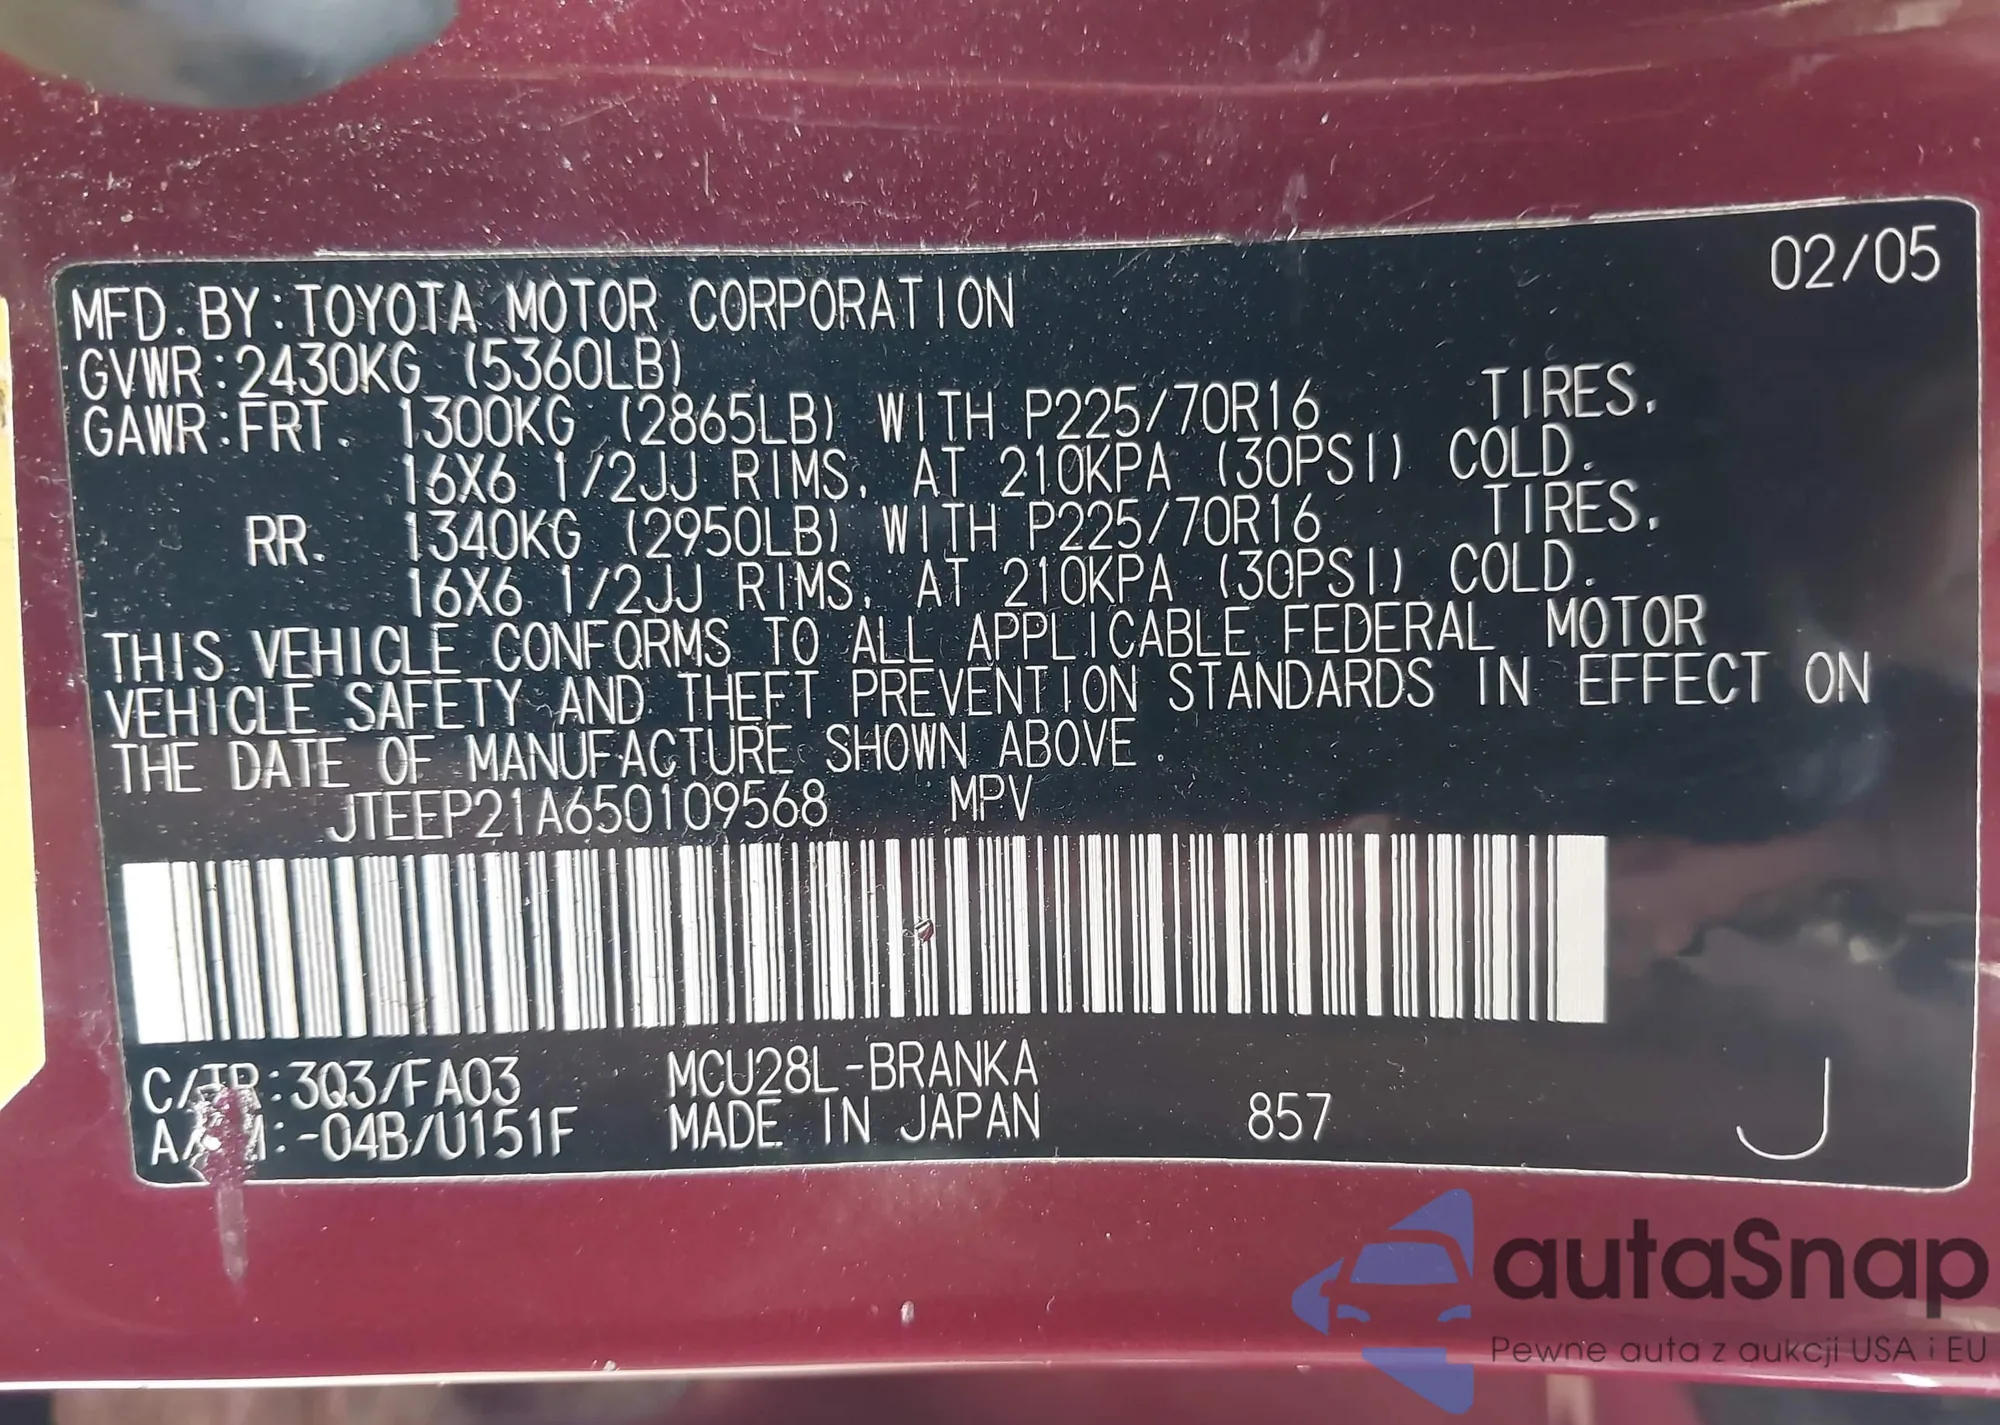 02/05
MFD. BY: TOYOTA MOTOR CORPORATION
GVWR: 2430KG (5360LB)
GAWR: FRT. 1300KG (2865LB) WITH P225/70R16 TIRES,
16X6 1/2JJ RIMS, AT 210KPA (30PSI) COLD.
RR. 1340KG (2950LB) WITH P225/70R16 TIRES,
16X6 1/2JJ RIMS, AT 210KPA (30PSI) COLD.
THIS VEHICLE CONFORMS TO ALL APPLICABLE FEDERAL MOTOR
VEHICLE SAFETY AND THEFT PREVENTION STANDARDS IN EFFECT ON
THE DATE OF MANUFACTURE SHOWN ABOVE.
JTEEP21A650109568 MPV
C/TR: 3Q3/FA03 MCU28L-BRANKA
-04B/U151F MADE IN JAPAN 857 J
autaSnap
Pewne auta z aukcji USA i EU